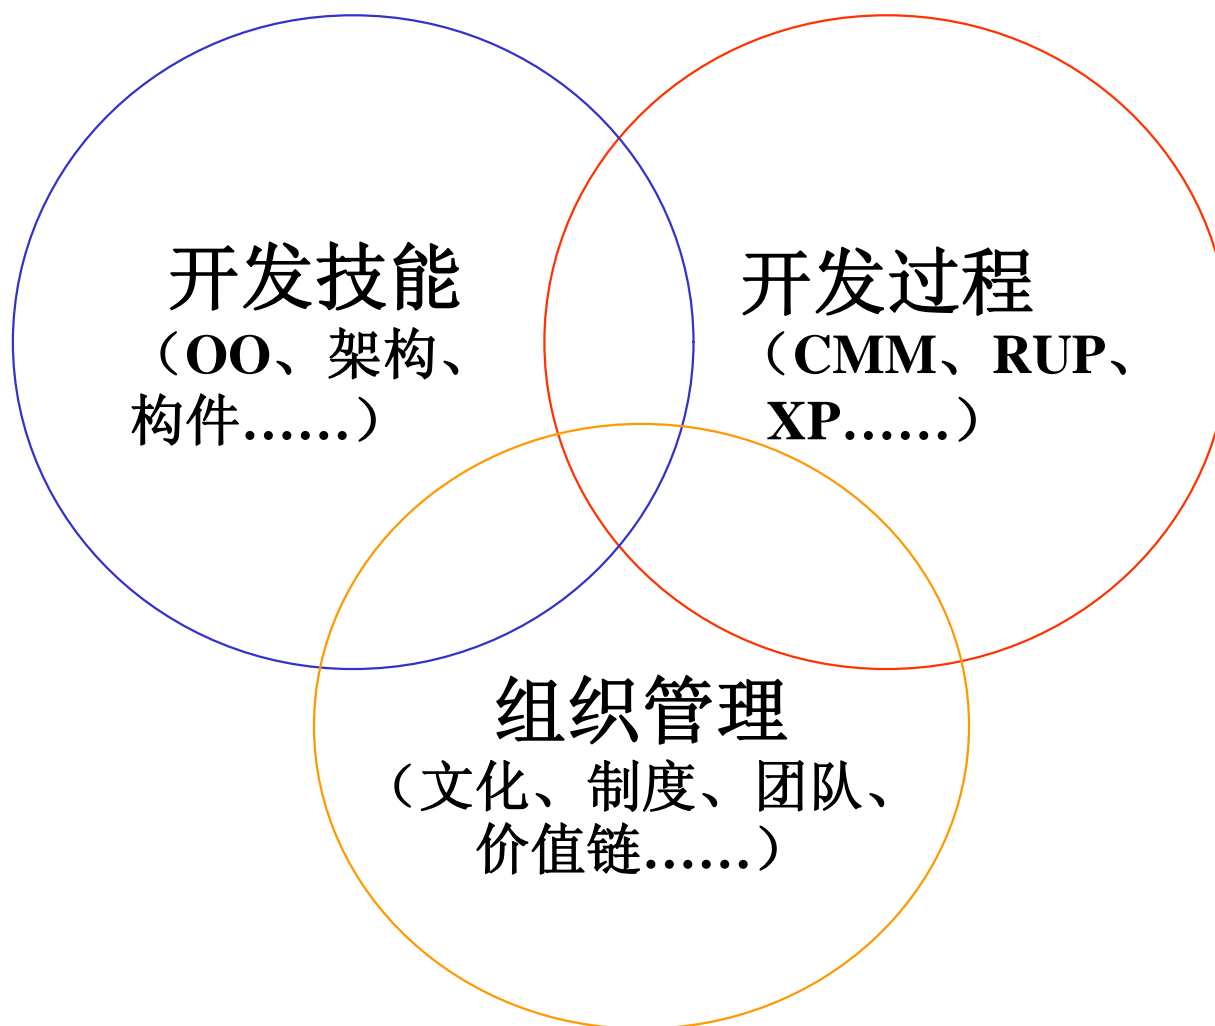 开发技能
（OO、架构、
构件……）
开发过程
（CMM、RUP、
XP……）
组织管理
（文化、制度、团队、
价值链……）